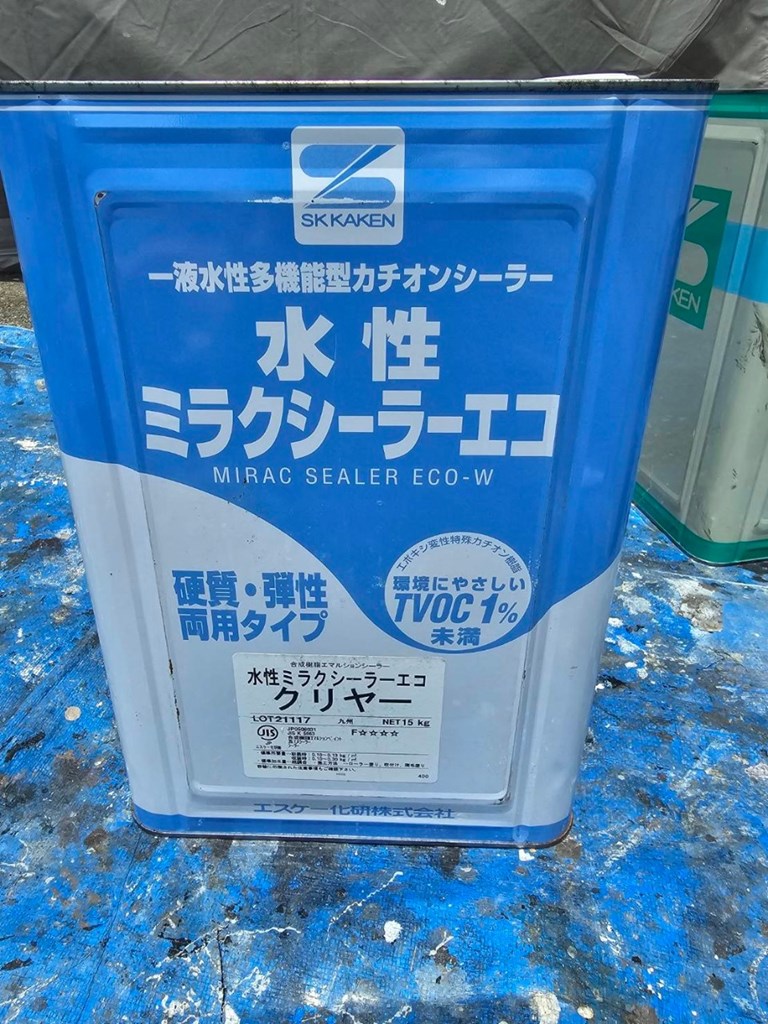 SK KAKEN
一液水性多機能型カチオンシーラー
水性
ミラクシーラーエコ
MIRAC SEALER ECO-W
エポキシ変性特殊カチオン樹脂
環境にやさしい
TVOC 1%
未満
硬質・弾性
両用タイプ
合成樹脂エマルションシーラー
水性ミラクシーラーエコ
クリヤー
LOT21117 九州 NET15 kg
JIS
F☆☆☆☆
エスケー化研株式会社
KEN